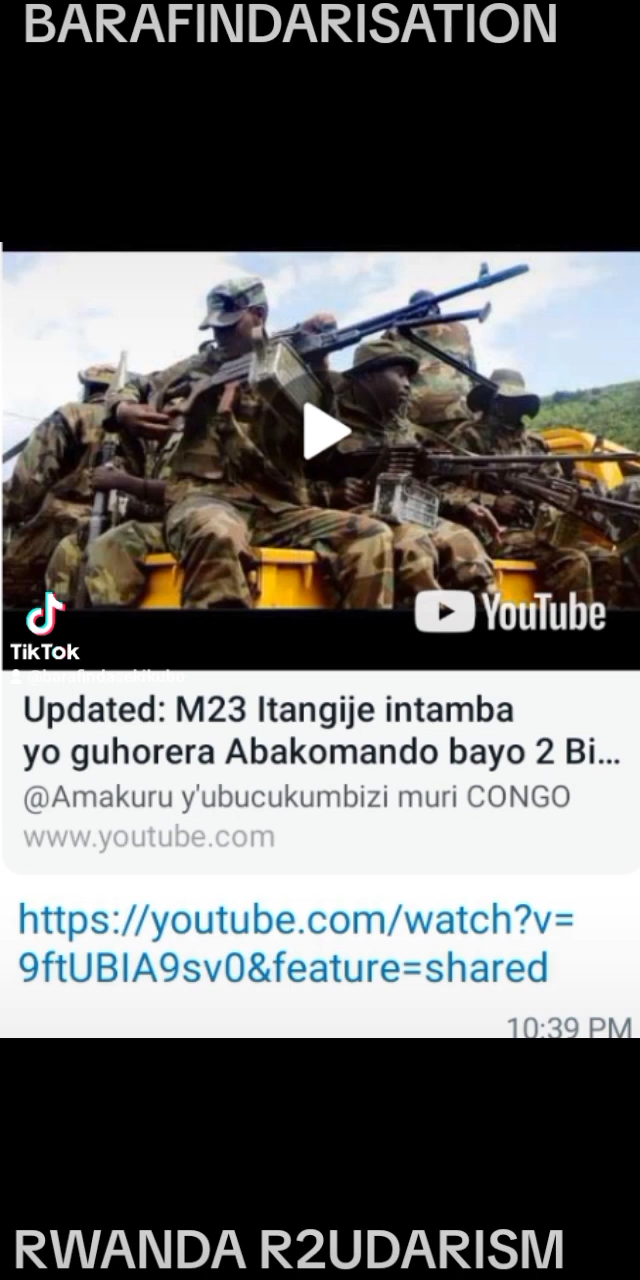 BARAFINDARISATION
YouTube
TikTok
Updated: M23 Itangije intamba
yo guhorera Abakomando bayo 2 Bi...
@Amakuru y'ubucukumbizi muri CONGO
www.youtube.com
https://youtube.com/watch?v=
9ftUBIA9sv0&feature=shared
10:39 PM
RWANDA R2UDARISM